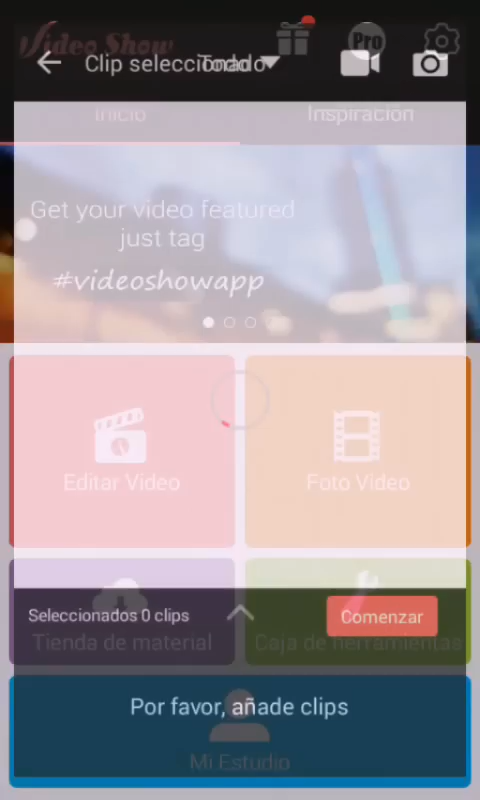 Video Show
Pro
Clip seleccionado
Todo
Inicio
Inspiración
Get your video featured
just tag
#videoshowapp
Editar Video
Foto Video
Seleccionados 0 clips
Comenzar
Tienda de material
Caja de herramientas
Por favor, añade clips
Mi Estudio